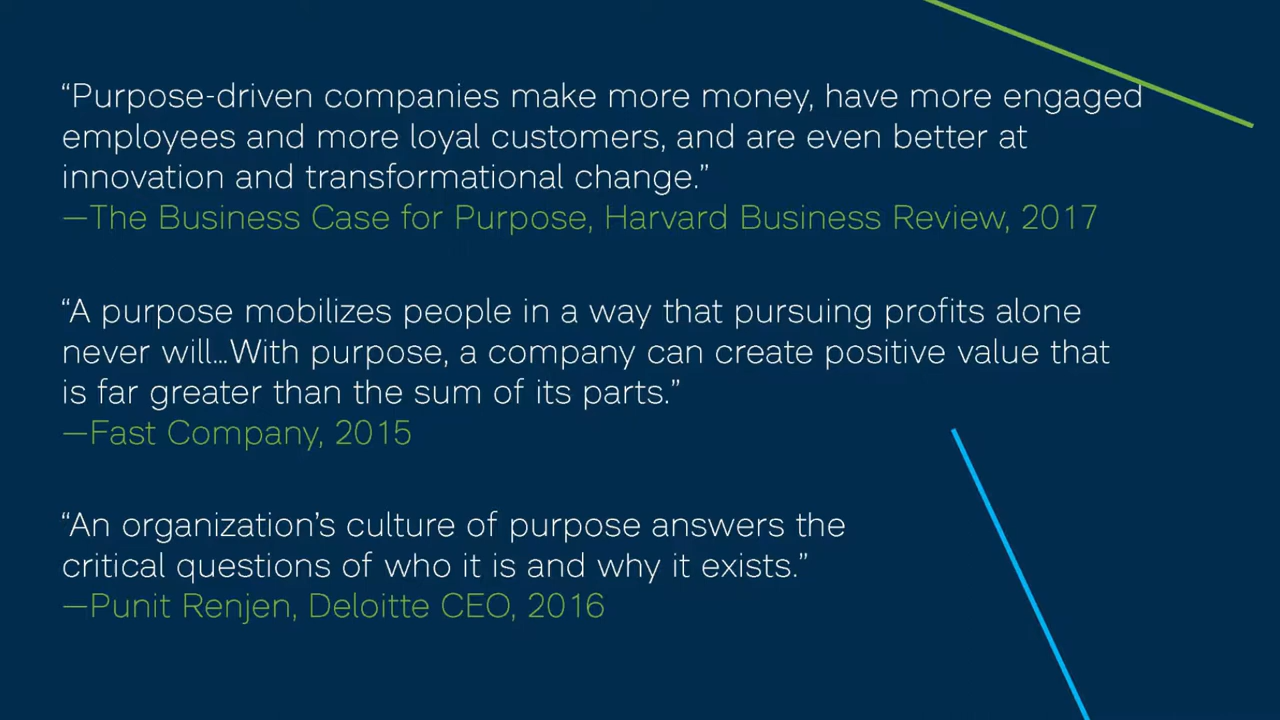 “Purpose-driven companies make more money, have more engaged
employees and more loyal customers, and are even better at
innovation and transformational change.”
—The Business Case for Purpose, Harvard Business Review, 2017
“A purpose mobilizes people in a way that pursuing profits alone
never will...With purpose, a company can create positive value that
is far greater than the sum of its parts.”
—Fast Company, 2015
“An organization’s culture of purpose answers the
critical questions of who it is and why it exists.”
—Punit Renjen, Deloitte CEO, 2016